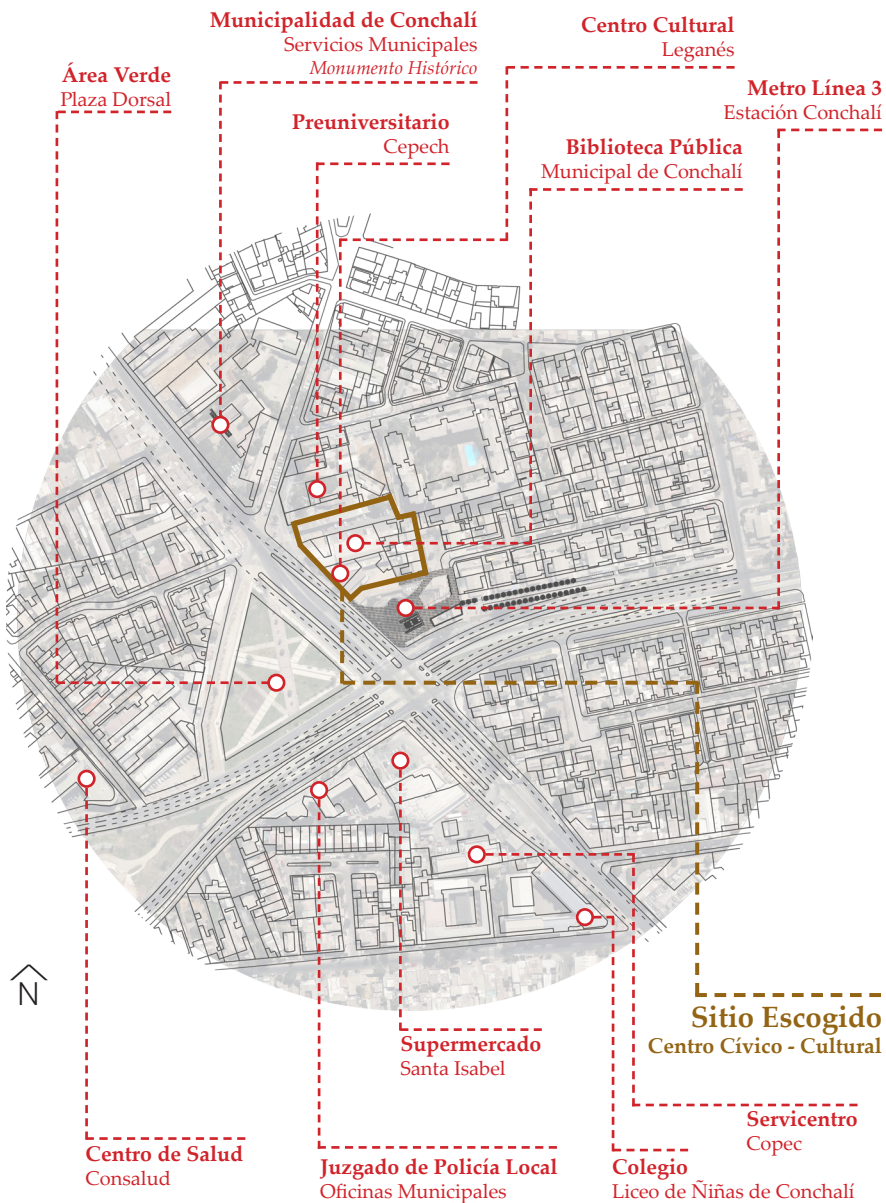 Municipalidad de Conchalí
Servicios Municipales
Monumento Histórico
Centro Cultural
Leganés
Área Verde
Plaza Dorsal
Metro Línea 3
Estación Conchalí
Preuniversitario
Cepech
Biblioteca Pública
Municipal de Conchalí
N
Sitio Escogido
Centro Cívico - Cultural
Supermercado
Santa Isabel
Servicentro
Copec
Centro de Salud
Consalud
Juzgado de Policía Local
Oficinas Municipales
Colegio
Liceo de Ñiñas de Conchalí